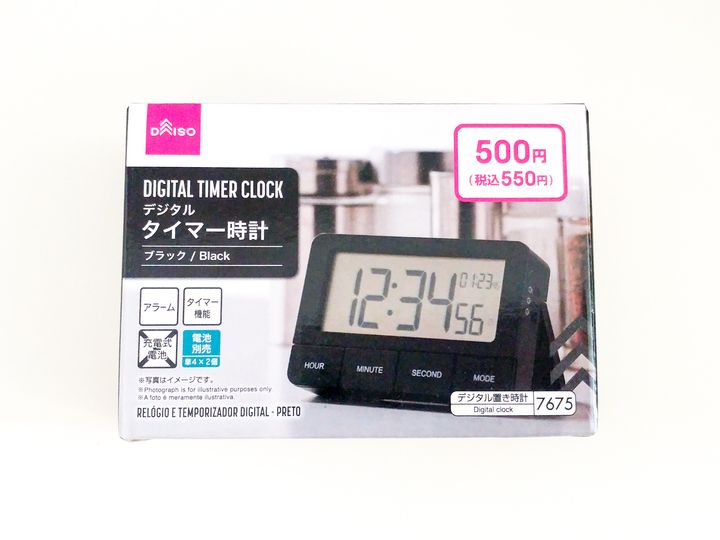 DAISO
500円
(税込550円)
DIGITAL TIMER CLOCK
デジタル
タイマー時計
ブラック / Black
アラーム
タイマー
機能
充電式
電池
電池
別売
単4×2個
※写真はイメージです。
※Photograph is for illustrative purposes only.
※A foto é meramente ilustrativa.
RELÓGIO E TEMPORIZADOR DIGITAL - PRETO
12:34
01:23
56
HOUR
MINUTE
SECOND
MODE
デジタル置き時計
Digital clock
7675